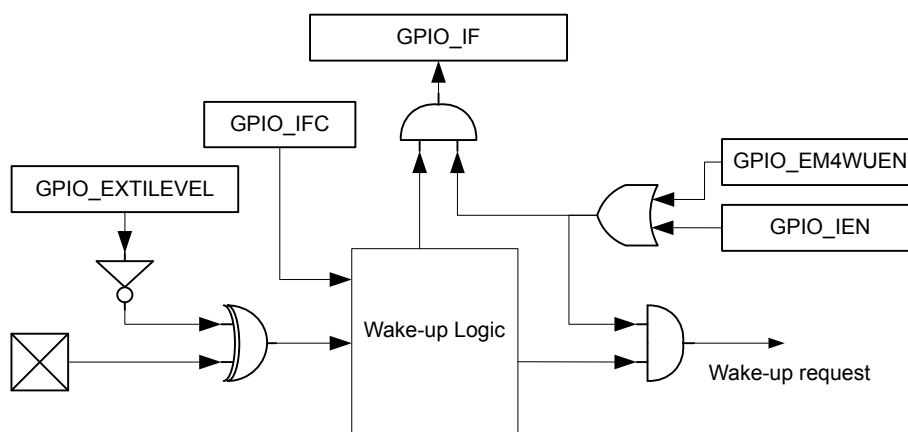 GPIO_IF
GPIO_IFC
GPIO_EM4WUEN
GPIO_EXTILEVEL
GPIO_IEN
Wake-up Logic
Wake-up request